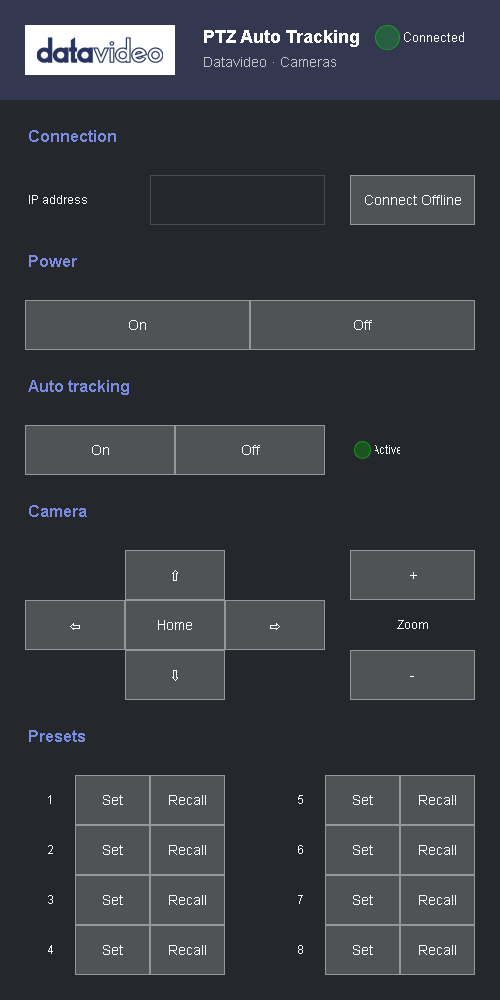 datavideo
PTZ Auto Tracking
Connected
Datavideo · Cameras
Connection
IP address
Connect Offline
Power
On Off
Auto tracking
On Off
Active
Camera
⇧
+
⇦ Home ⇨
Zoom
⇩
-
Presets
1 Set Recall 5 Set Recall
2 Set Recall 6 Set Recall
3 Set Recall 7 Set Recall
4 Set Recall 8 Set Recall